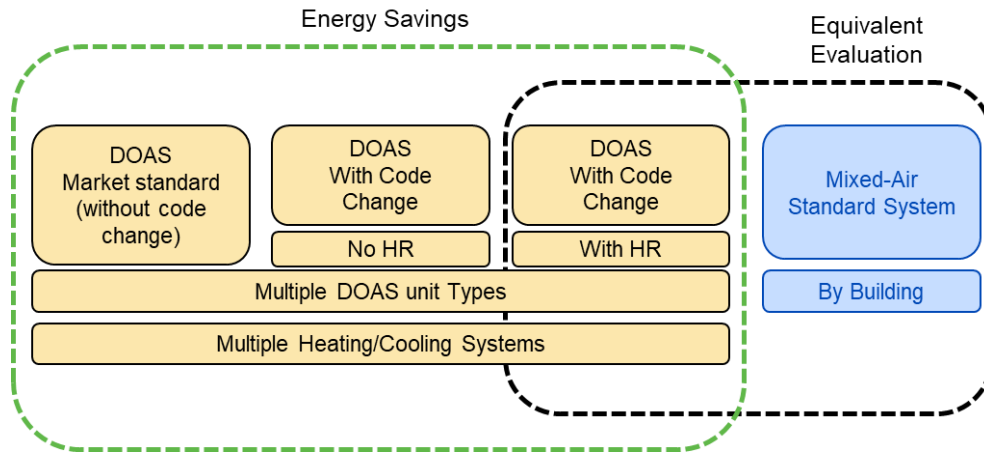 Energy Savings
Equivalent
Evaluation
DOAS
Market standard
(without code
change)
DOAS
With Code
Change
DOAS
With Code
Change
Mixed-Air
Standard System
No HR
With HR
Multiple DOAS unit Types
By Building
Multiple Heating/Cooling Systems